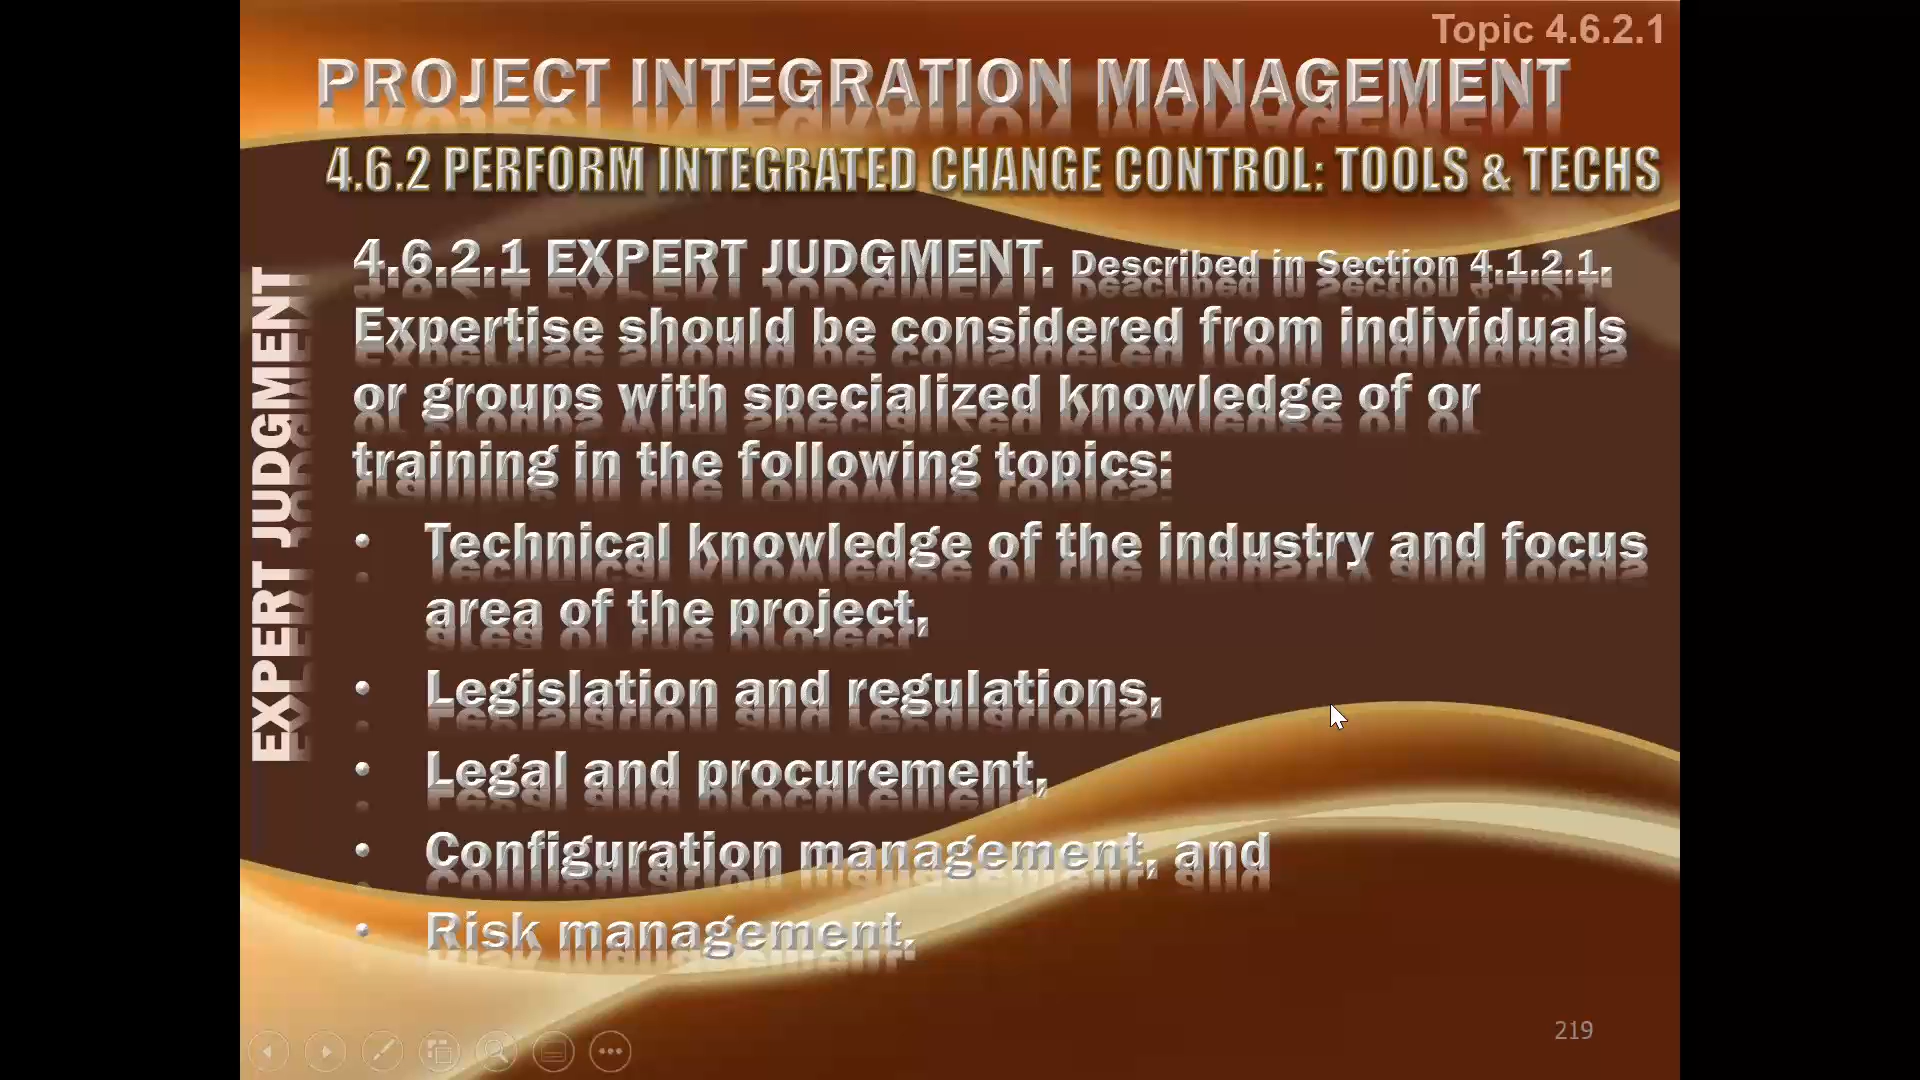 Topic 4.6.2.1
PROJECT INTEGRATION MANAGEMENT
4.6.2 PERFORM INTEGRATED CHANGE CONTROL: TOOLS & TECHS
EXPERT JUDGMENT
4.6.2.1 EXPERT JUDGMENT. Described in Section 4.1.2.1.
Expertise should be considered from individuals
or groups with specialized knowledge of or
training in the following topics:
• Technical knowledge of the industry and focus
area of the project,
• Legislation and regulations,
• Legal and procurement,
• Configuration management, and
• Risk management.
219